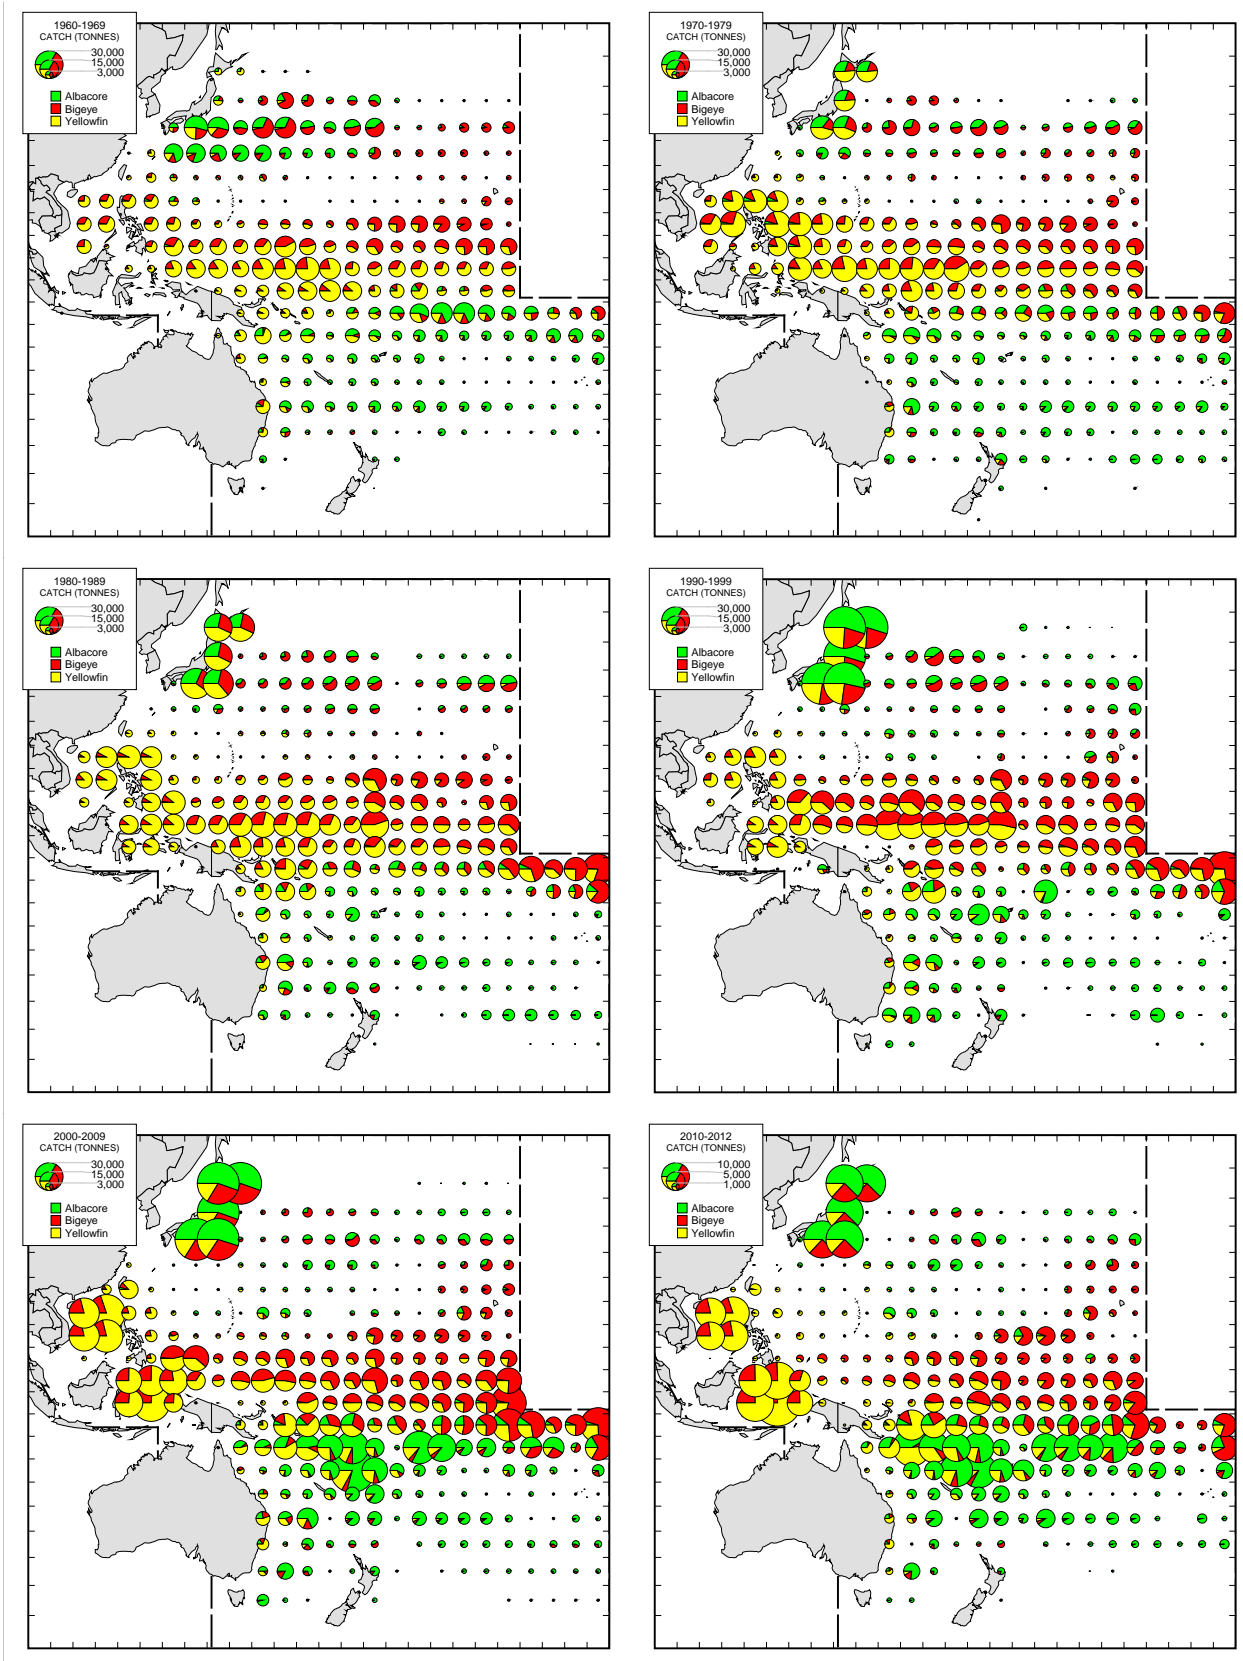 1960-1969
CATCH (TONNES)
30,000
15,000
3,000
Albacore
Bigeye
Yellowfin
1970-1979
CATCH (TONNES)
30,000
15,000
3,000
Albacore
Bigeye
Yellowfin
1980-1989
CATCH (TONNES)
30,000
15,000
3,000
Albacore
Bigeye
Yellowfin
1990-1999
CATCH (TONNES)
30,000
15,000
3,000
Albacore
Bigeye
Yellowfin
2000-2009
CATCH (TONNES)
30,000
15,000
3,000
Albacore
Bigeye
Yellowfin
2010-2012
CATCH (TONNES)
10,000
5,000
1,000
Albacore
Bigeye
Yellowfin